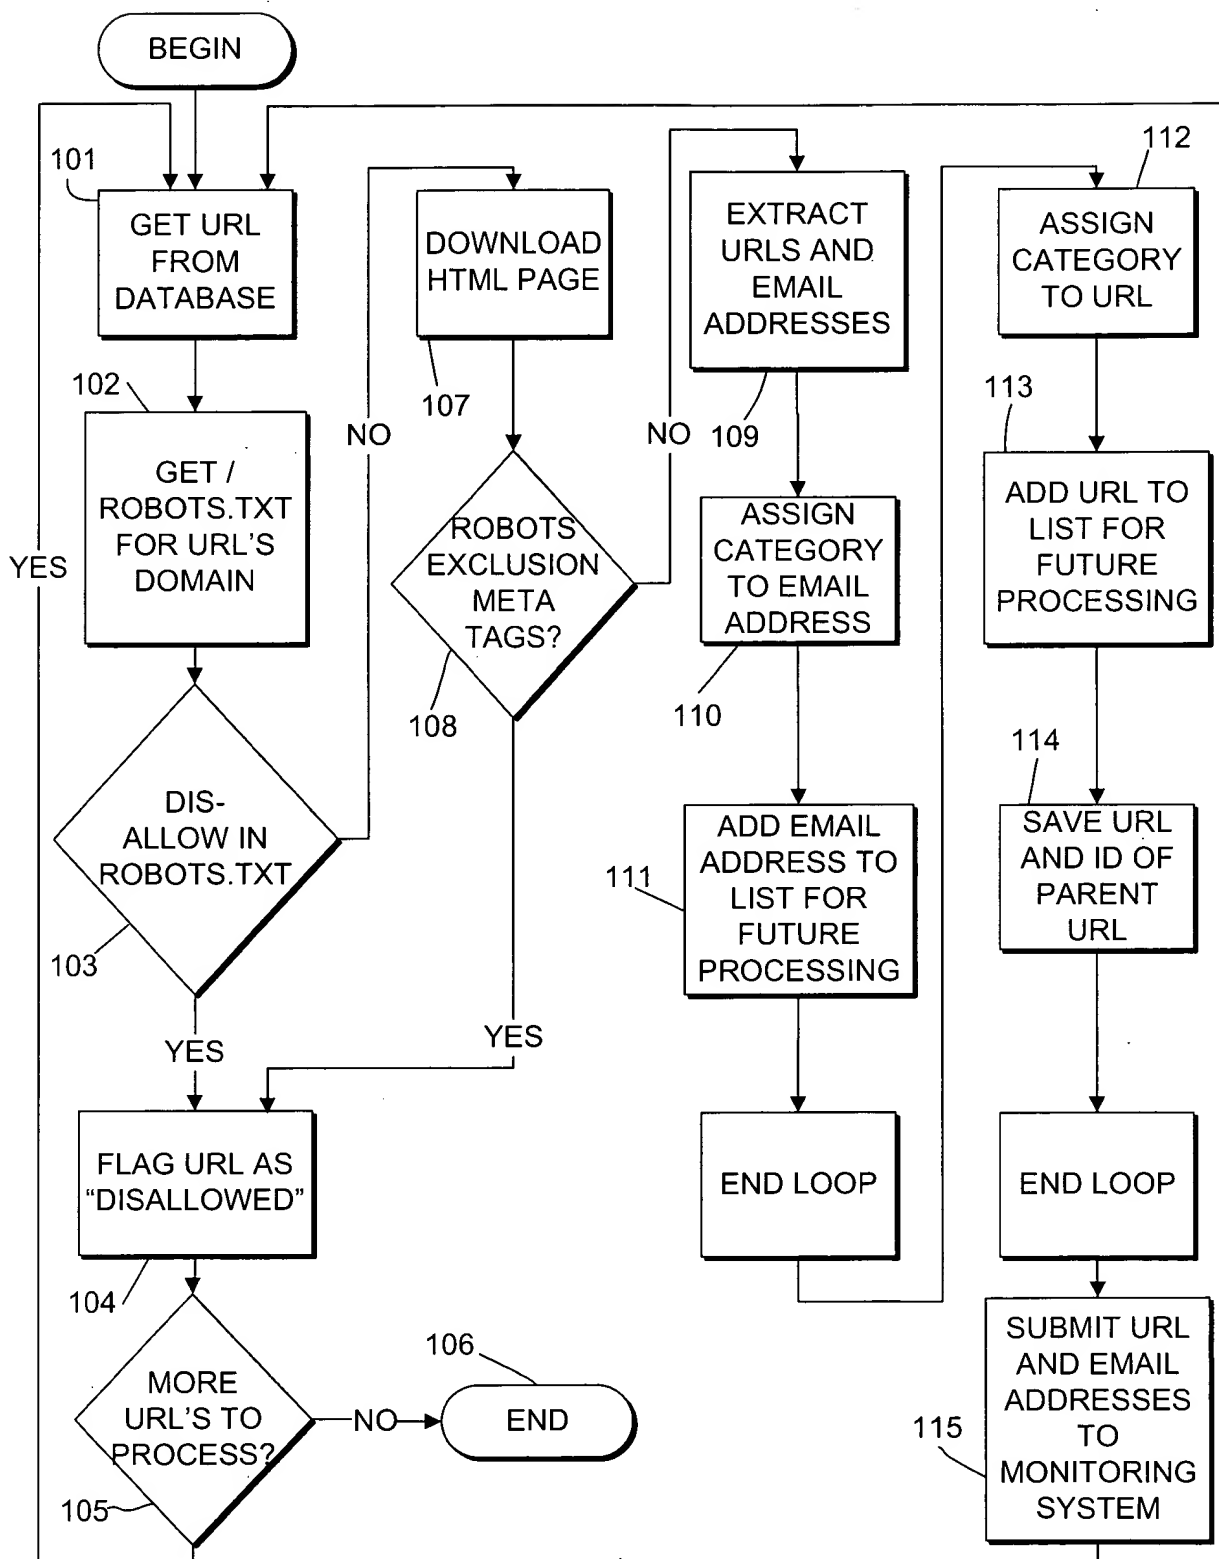 BEGIN
101
GET URL
FROM
DATABASE
102
GET /
ROBOTS.TXT
FOR URL'S
DOMAIN
YES
DIS-
ALLOW IN
ROBOTS.TXT
103
NO
YES
FLAG URL AS
“DISALLOWED”
104
MORE
URL'S TO
PROCESS?
105
NO
106
END
DOWNLOAD
HTML PAGE
107
ROBOTS
EXCLUSION
META
TAGS?
108
NO
YES
EXTRACT
URLS AND
EMAIL
ADDRESSES
109
ASSIGN
CATEGORY
TO EMAIL
ADDRESS
110
ADD EMAIL
ADDRESS TO
LIST FOR
FUTURE
PROCESSING
111
END LOOP
112
ASSIGN
CATEGORY
TO URL
113
ADD URL TO
LIST FOR
FUTURE
PROCESSING
114
SAVE URL
AND ID OF
PARENT
URL
END LOOP
SUBMIT URL
AND EMAIL
ADDRESSES
TO
MONITORING
SYSTEM
115